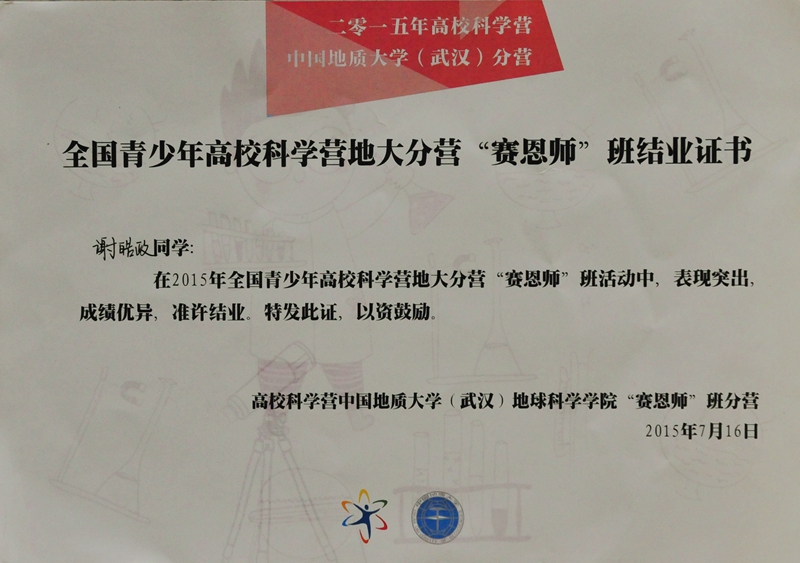 二零一五年高校科学营
中国地质大学（武汉）分营
全国青少年高校科学营地大分营“赛恩师”班结业证书
谢皓政同学：
在2015年全国青少年高校科学营地大分营“赛恩师”班活动中，表现突出，
成绩优异，准许结业。特发此证，以资鼓励。
高校科学营中国地质大学（武汉）地球科学学院“赛恩师”班分营
2015年7月16日